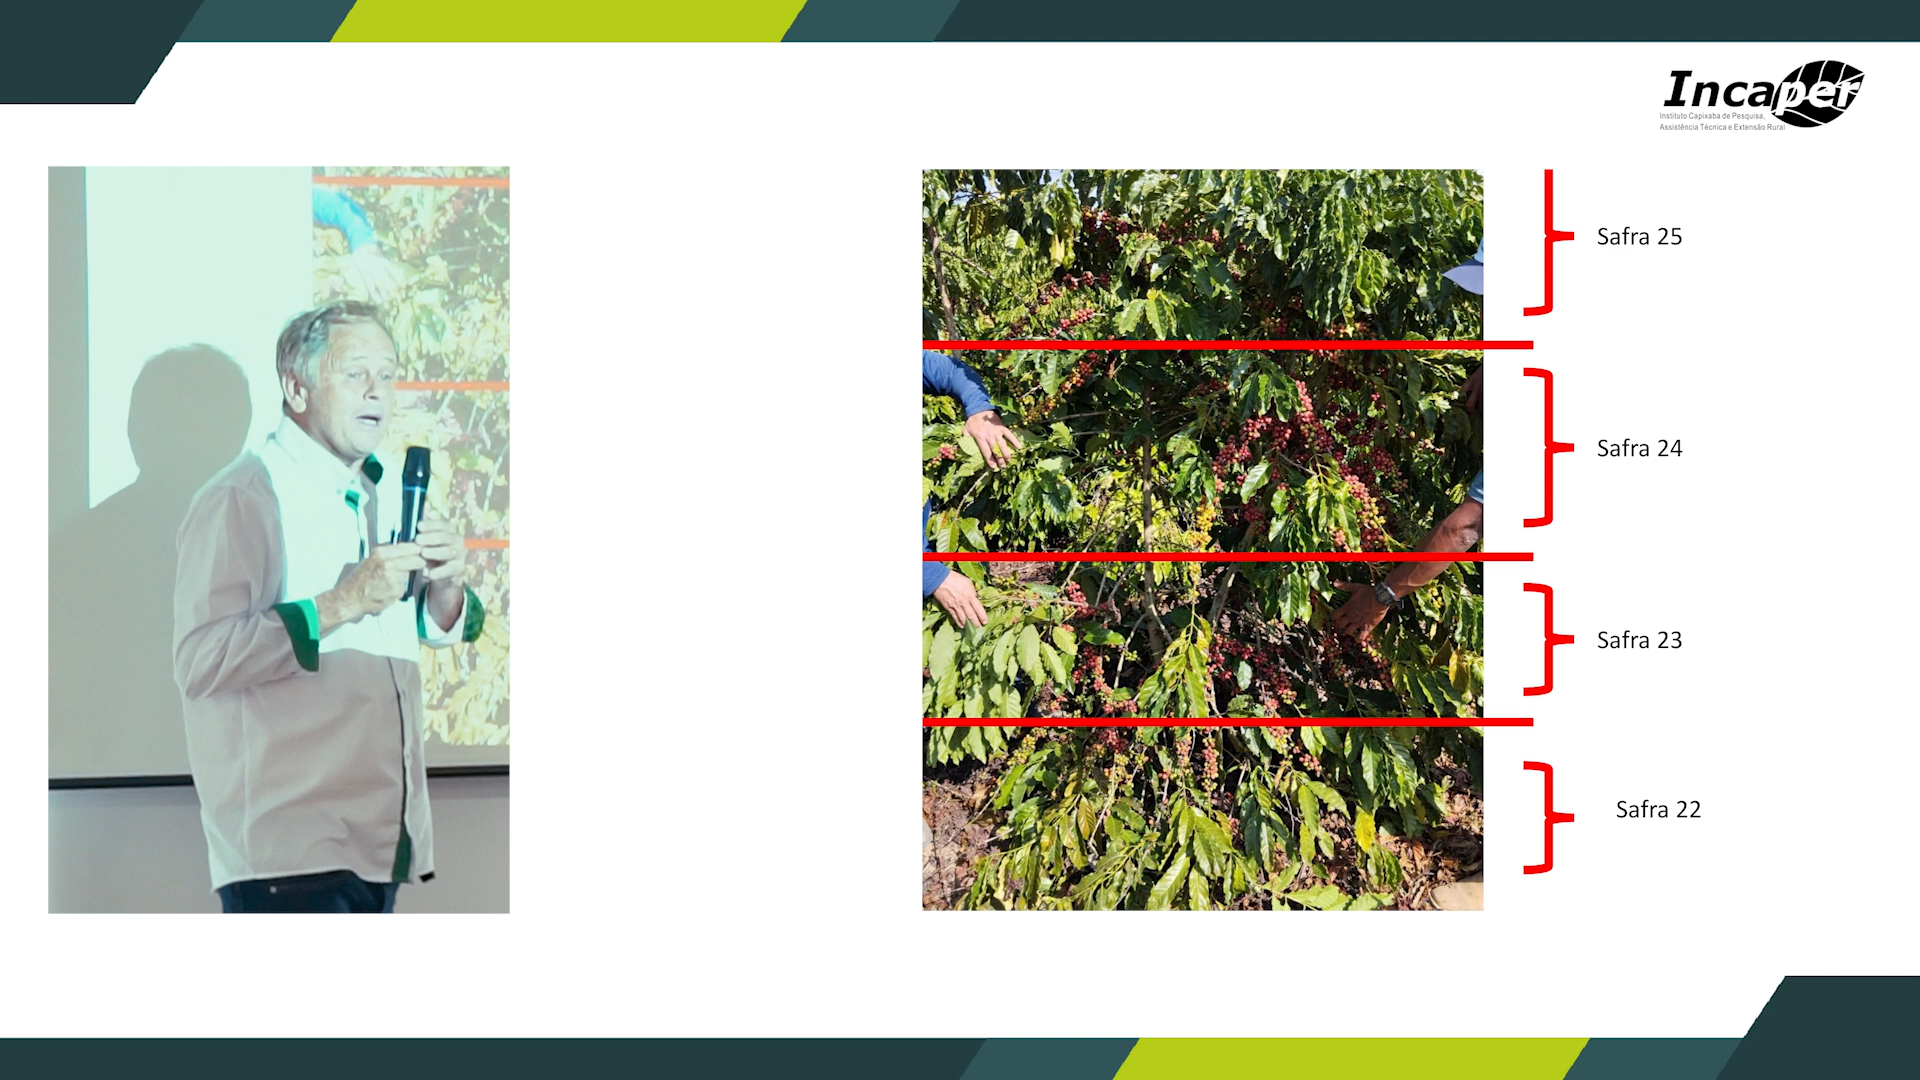 Incaper
Instituto Capixaba de Pesquisa,
Assistência Técnica e Extensão Rural
Safra 25
Safra 24
Safra 23
Safra 22